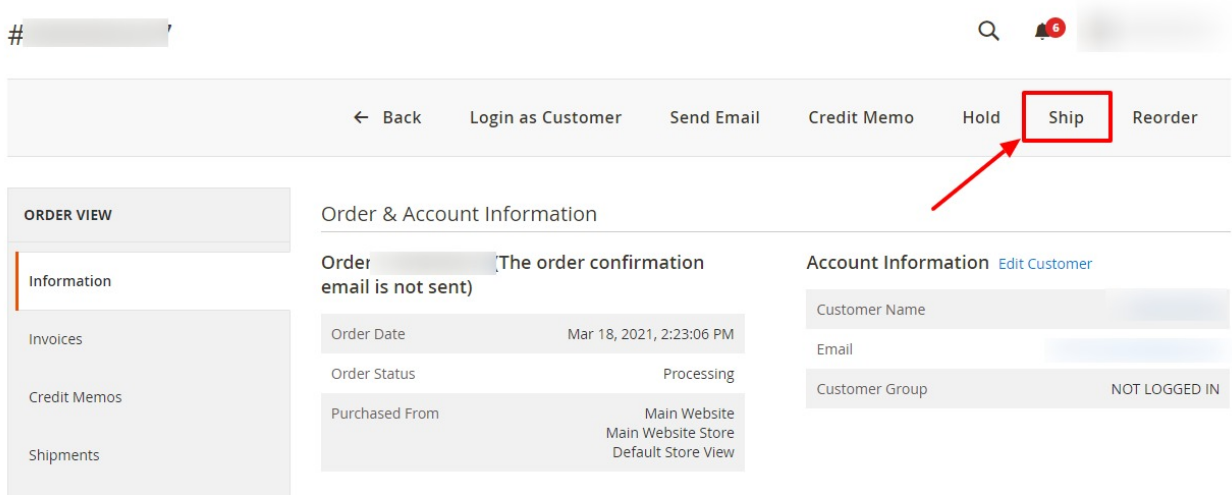 #
6
← Back Login as Customer Send Email Credit Memo Hold Ship Reorder
ORDER VIEW
Information
Invoices
Credit Memos
Shipments
Order & Account Information
Order (The order confirmation
email is not sent)
Order Date Mar 18, 2021, 2:23:06 PM
Order Status Processing
Purchased From Main Website
Main Website Store
Default Store View
Account Information Edit Customer
Customer Name
Email
Customer Group NOT LOGGED IN